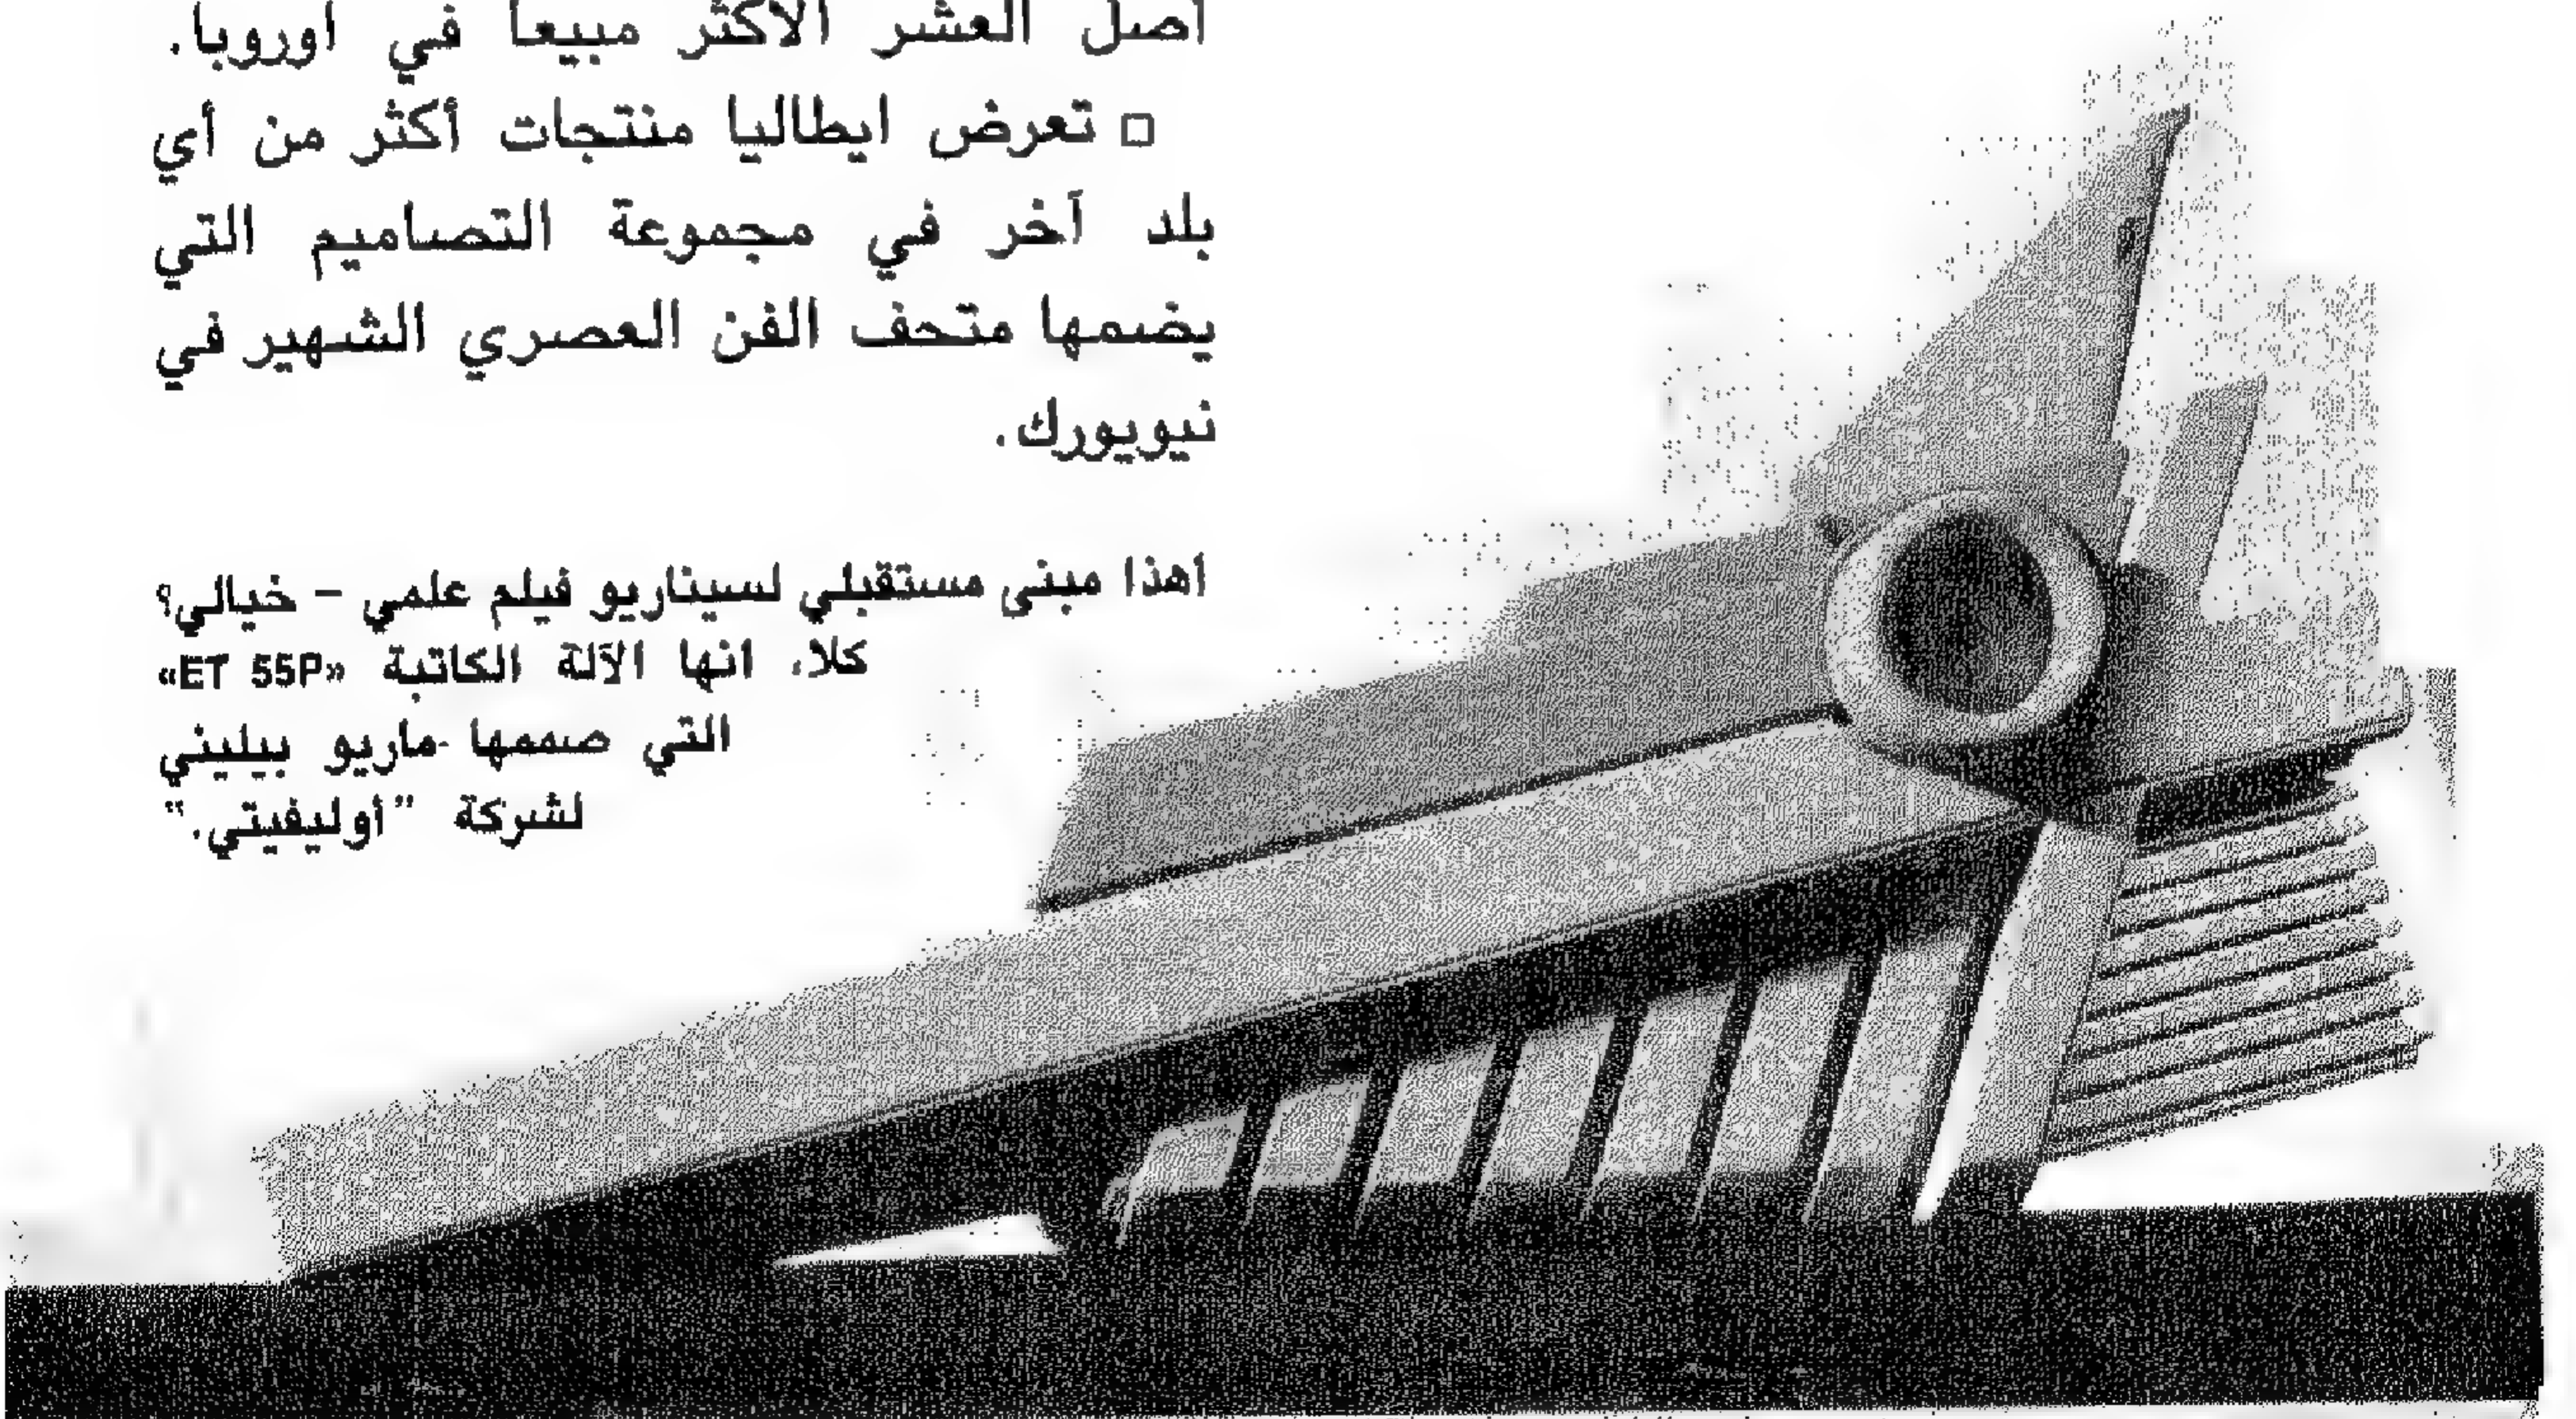 أصل العشر الأكثر مبيعاً في أوروبا.
□ تعرض ايطاليا منتجات أكثر من أي
بلد آخر في مجموعة التصاميم التي
يضمها متحف الفن العصري الشهير في
نيويورك.
أهذا مبنى مستقبلي لسيناريو فيلم علمي – خيالي؟
كلا، انها الآلة الكاتبة «ET 55P»
التي صممها ماريو بيليني
لشركة "أوليفيتي."